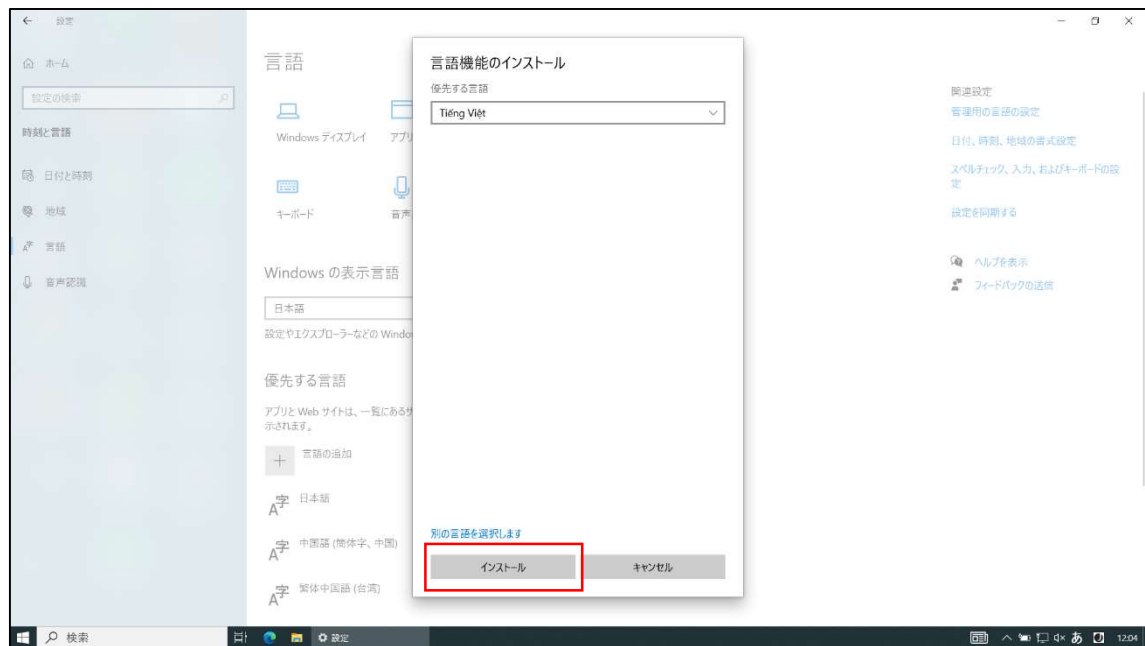 設定
ホーム
設定の検索
時刻と言語
日付と時刻
地域
言語
音声認識
言語
Windows ディスプレイ
アプリ
キーボード
音声
Windows の表示言語
日本語
設定やエクスプローラーなどの Windo
優先する言語
アプリと Web サイトは、一覧にあるサ
示されます。
言語の追加
日本語
中国語 (簡体字、中国)
繁体中国語 (台湾)
言語機能のインストール
優先する言語
Tiếng Việt
別の言語を選択します
インストール
キャンセル
関連設定
管理用の言語の設定
日付、時刻、地域の書式設定
スペルチェック、入力、およびキーボードの設
定
設定を同期する
ヘルプを表示
フィードバックの送信
検索
設定
あ
12:04